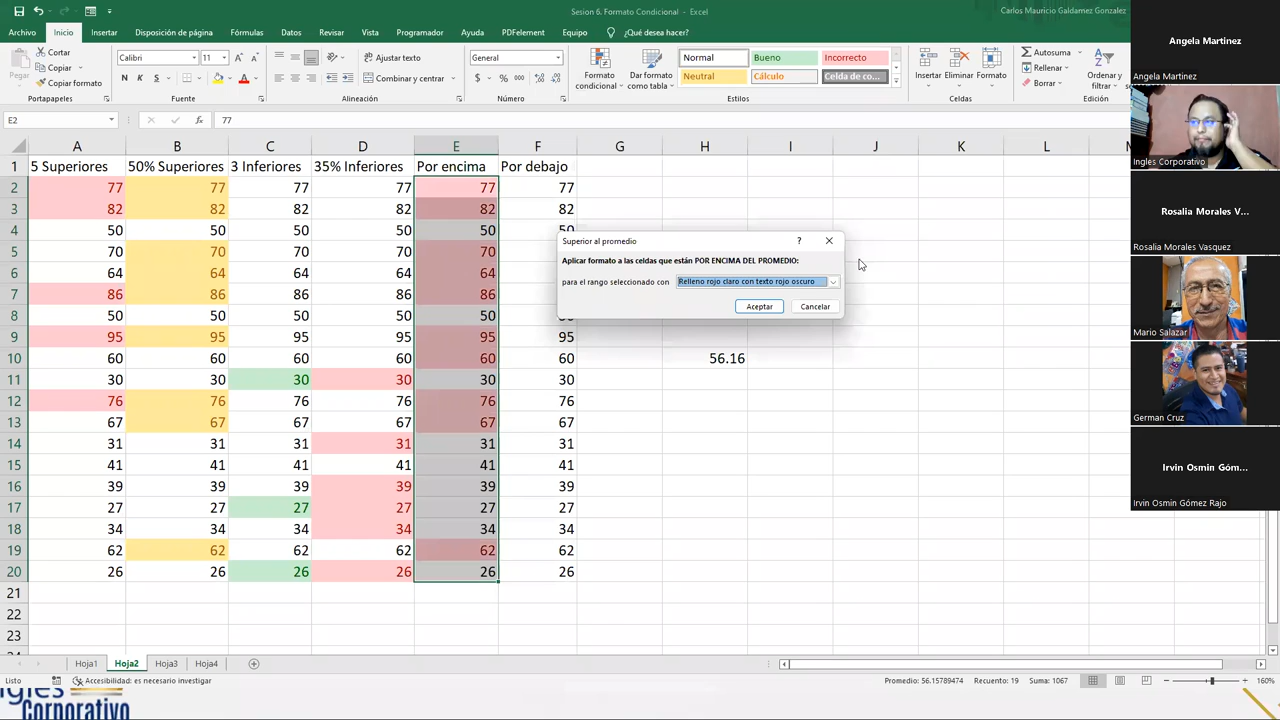 Sesion 6. Formato Condicional - Excel
Carlos Mauricio Galdamez Gonzalez
Archivo Inicio Insertar Disposición de página Fórmulas Datos Revisar Vista Programador Ayuda PDFelement Equipo ¿Qué desea hacer?
Pegar
Cortar
Copiar
Copiar formato
Portapapeles
Calibri 11
N K S
Fuente
Ajustar texto
Combinar y centrar
Alineación
General
$ % 000
Número
Formato condicional
Dar formato como tabla
Normal Bueno Incorrecto
Neutral Cálculo Celda de co...
Estilos
Insertar Eliminar Formato
Celdas
Autosuma
Rellenar
Borrar
Ordenar y filtrar
Edición
E2 fx 77
A B C D E F G H I J K L M
1 5 Superiores 50% Superiores 3 Inferiores 35% Inferiores Por encima Por debajo
2 77 77 77 77 77 77
3 82 82 82 82 82 82
4 50 50 50 50 50 50
5 70 70 70 70 70
6 64 64 64 64 64
7 86 86 86 86 86
8 50 50 50 50 50 50
9 95 95 95 95 95 95
10 60 60 60 60 60 60 56.16
11 30 30 30 30 30 30
12 76 76 76 76 76 76
13 67 67 67 67 67 67
14 31 31 31 31 31 31
15 41 41 41 41 41 41
16 39 39 39 39 39 39
17 27 27 27 27 27 27
18 34 34 34 34 34 34
19 62 62 62 62 62 62
20 26 26 26 26 26 26
21
22
23
Superior al promedio ?
Aplicar formato a las celdas que están POR ENCIMA DEL PROMEDIO:
para el rango seleccionado con Relleno rojo claro con texto rojo oscuro
Aceptar Cancelar
Hoja1 Hoja2 Hoja3 Hoja4
Listo Accesibilidad: es necesario investigar Promedio: 56.15789474 Recuento: 19 Suma: 1067 160%
Ingles
Corporativo
Angela Martinez
Angela Martinez
Ingles Corporativo
Rosalia Morales V...
Rosalia Morales Vasquez
Mario Salazar
German Cruz
Irvin Osmin Góm...
Irvin Osmin Gómez Rajo